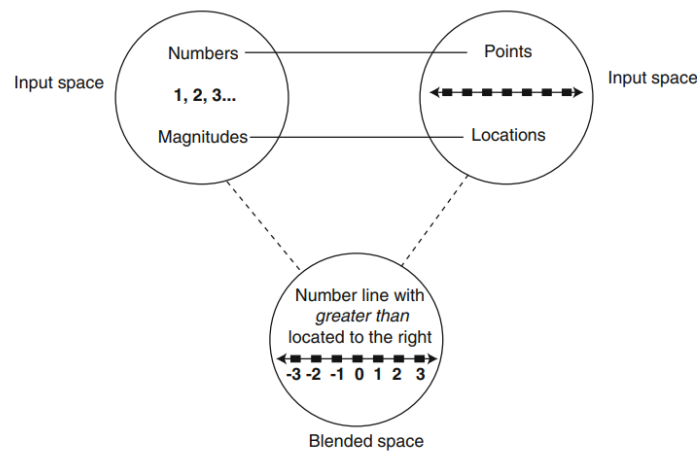 Numbers
Points
Input space
Input space
1, 2, 3...
Magnitudes
Locations
Number line with
greater than
located to the right
-3 -2 -1 0 1 2 3
Blended space